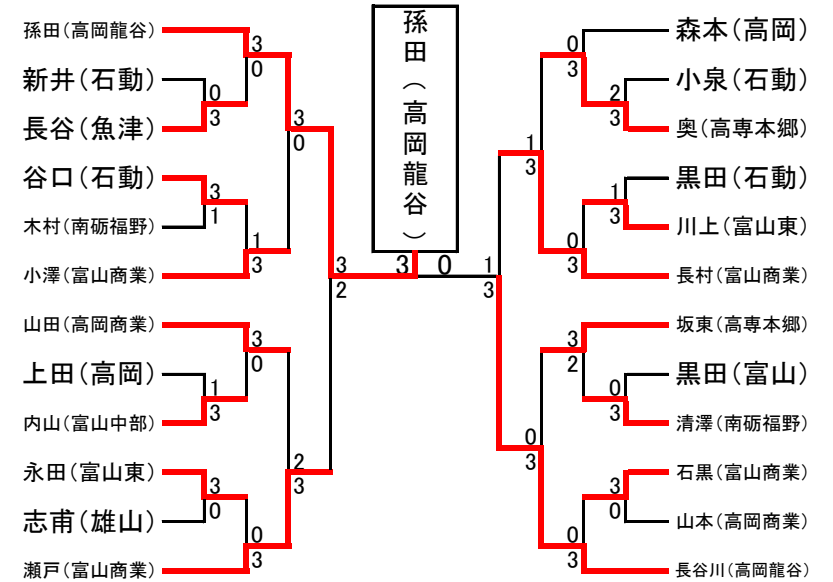 孫田(高岡龍谷)
新井(石動)
長谷(魚津)
谷口(石動)
木村(南砺福野)
小澤(富山商業)
山田(高岡商業)
上田(高岡)
内山(富山中部)
永田(富山東)
志甫(雄山)
瀬戸(富山商業)
3
0
0
3
3
1
1
3
3
0
3
0
1
3
3
0
0
3
2
3
3
2
孫田(高岡龍谷)
3 0
1
3
1
3
0
3
0
3
2
3
1
3
0
3
3
2
0
3
3
0
0
3
森本(高岡)
小泉(石動)
奥(高専本郷)
黒田(石動)
川上(富山東)
長村(富山商業)
坂東(高専本郷)
黒田(富山)
清澤(南砺福野)
石黒(富山商業)
山本(高岡商業)
長谷川(高岡龍谷)